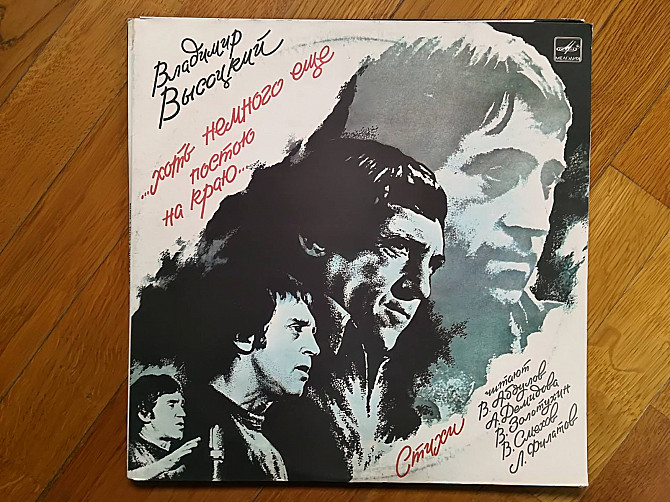 Владимир
Высоцкий
МЕЛОДИЯ
...хоть немного еще
постою
на краю...
Стихи
читают
В. Абдулов
А. Демидова
В. Золотухин
В. Смехов
Л. Филатов